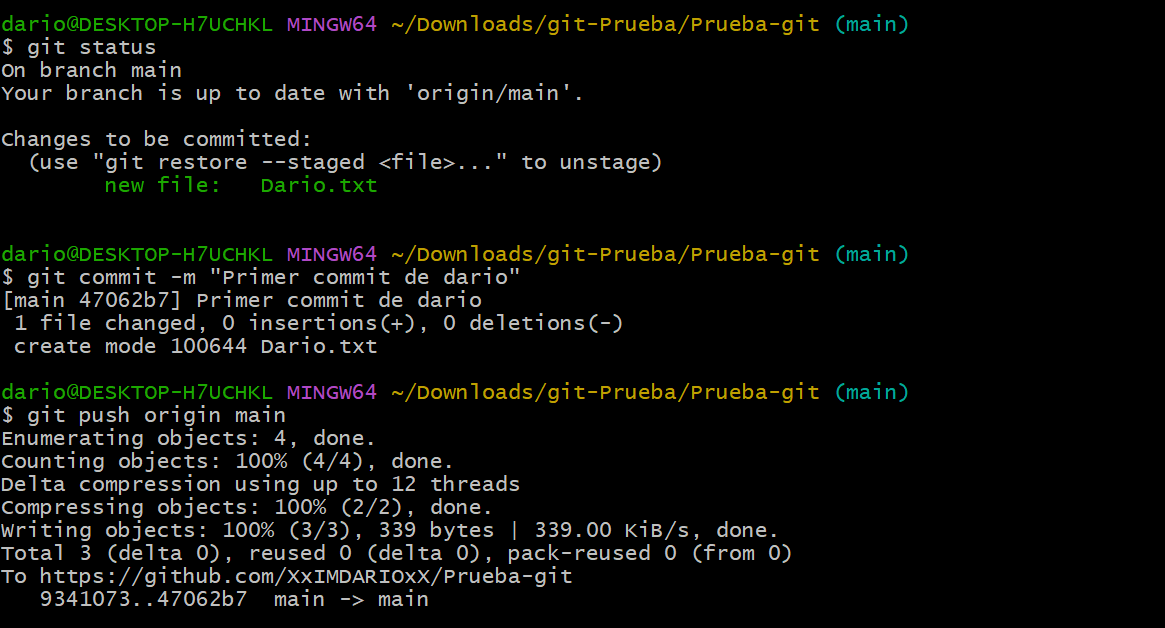 dario@DESKTOP-H7UCHKL MINGW64 ~/Downloads/git-Prueba/Prueba-git (main)
$ git status
On branch main
Your branch is up to date with 'origin/main'.

Changes to be committed:
  (use "git restore --staged <file>..." to unstage)
        new file:   Dario.txt


dario@DESKTOP-H7UCHKL MINGW64 ~/Downloads/git-Prueba/Prueba-git (main)
$ git commit -m "Primer commit de dario"
[main 47062b7] Primer commit de dario
 1 file changed, 0 insertions(+), 0 deletions(-)
 create mode 100644 Dario.txt

dario@DESKTOP-H7UCHKL MINGW64 ~/Downloads/git-Prueba/Prueba-git (main)
$ git push origin main
Enumerating objects: 4, done.
Counting objects: 100% (4/4), done.
Delta compression using up to 12 threads
Compressing objects: 100% (2/2), done.
Writing objects: 100% (3/3), 339 bytes | 339.00 KiB/s, done.
Total 3 (delta 0), reused 0 (delta 0), pack-reused 0 (from 0)
To https://github.com/XxIMDARIOxX/Prueba-git
   9341073..47062b7  main -> main